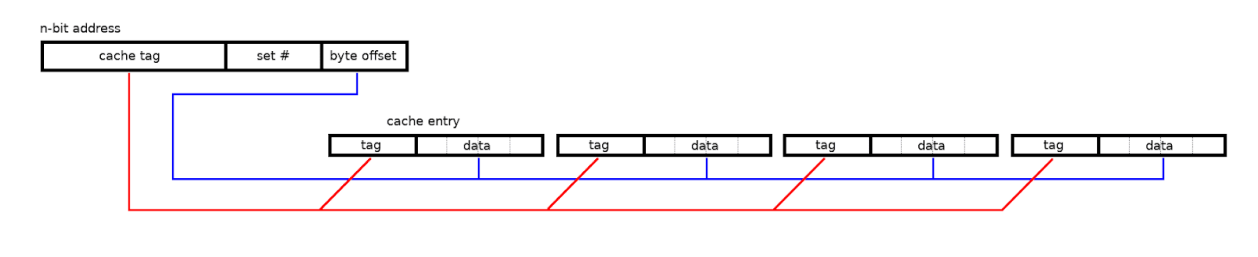 n-bit address
cache tag set # byte offset
cache entry
tag data tag data tag data tag data